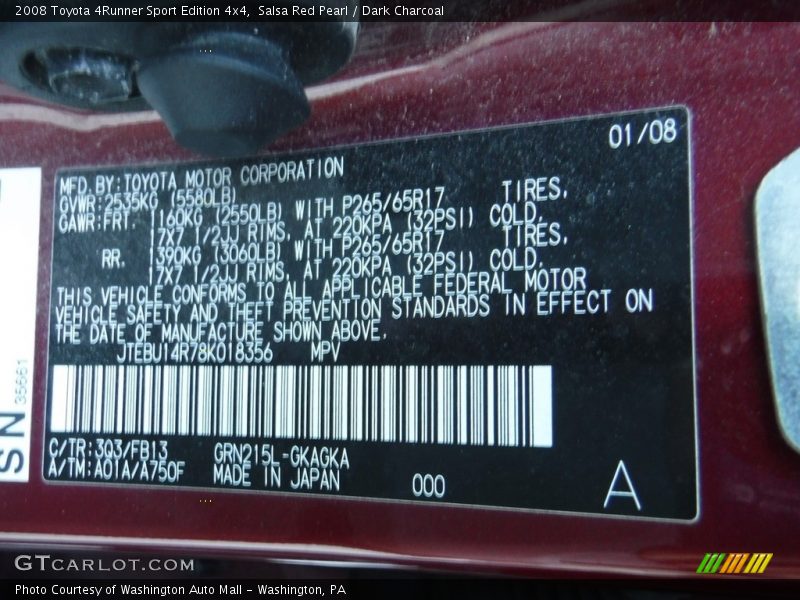 2008 Toyota 4Runner Sport Edition 4x4,  Salsa Red Pearl / Dark Charcoal
01/08
MFD. BY: TOYOTA MOTOR CORPORATION
GVWR: 2535KG (5580LB)
GAWR: FRT. 1160KG (2550LB) WITH P265/65R17 TIRES,
17X7 1/2JJ RIMS, AT 220KPA (32PSI) COLD.
RR. 1390KG (3060LB) WITH P265/65R17 TIRES,
17X7 1/2JJ RIMS, AT 220KPA (32PSI) COLD.
THIS VEHICLE CONFORMS TO ALL APPLICABLE FEDERAL MOTOR
VEHICLE SAFETY AND THEFT PREVENTION STANDARDS IN EFFECT ON
THE DATE OF MANUFACTURE SHOWN ABOVE.
JTEBU14R78K018356 MPV
C/TR: 3Q3/FB13 GRN215L-GKAGKA
A/TM: A01A/A750F MADE IN JAPAN 000
A
SN
35661
GTCARLOT.COM
Photo Courtesy of Washington Auto Mall - Washington, PA